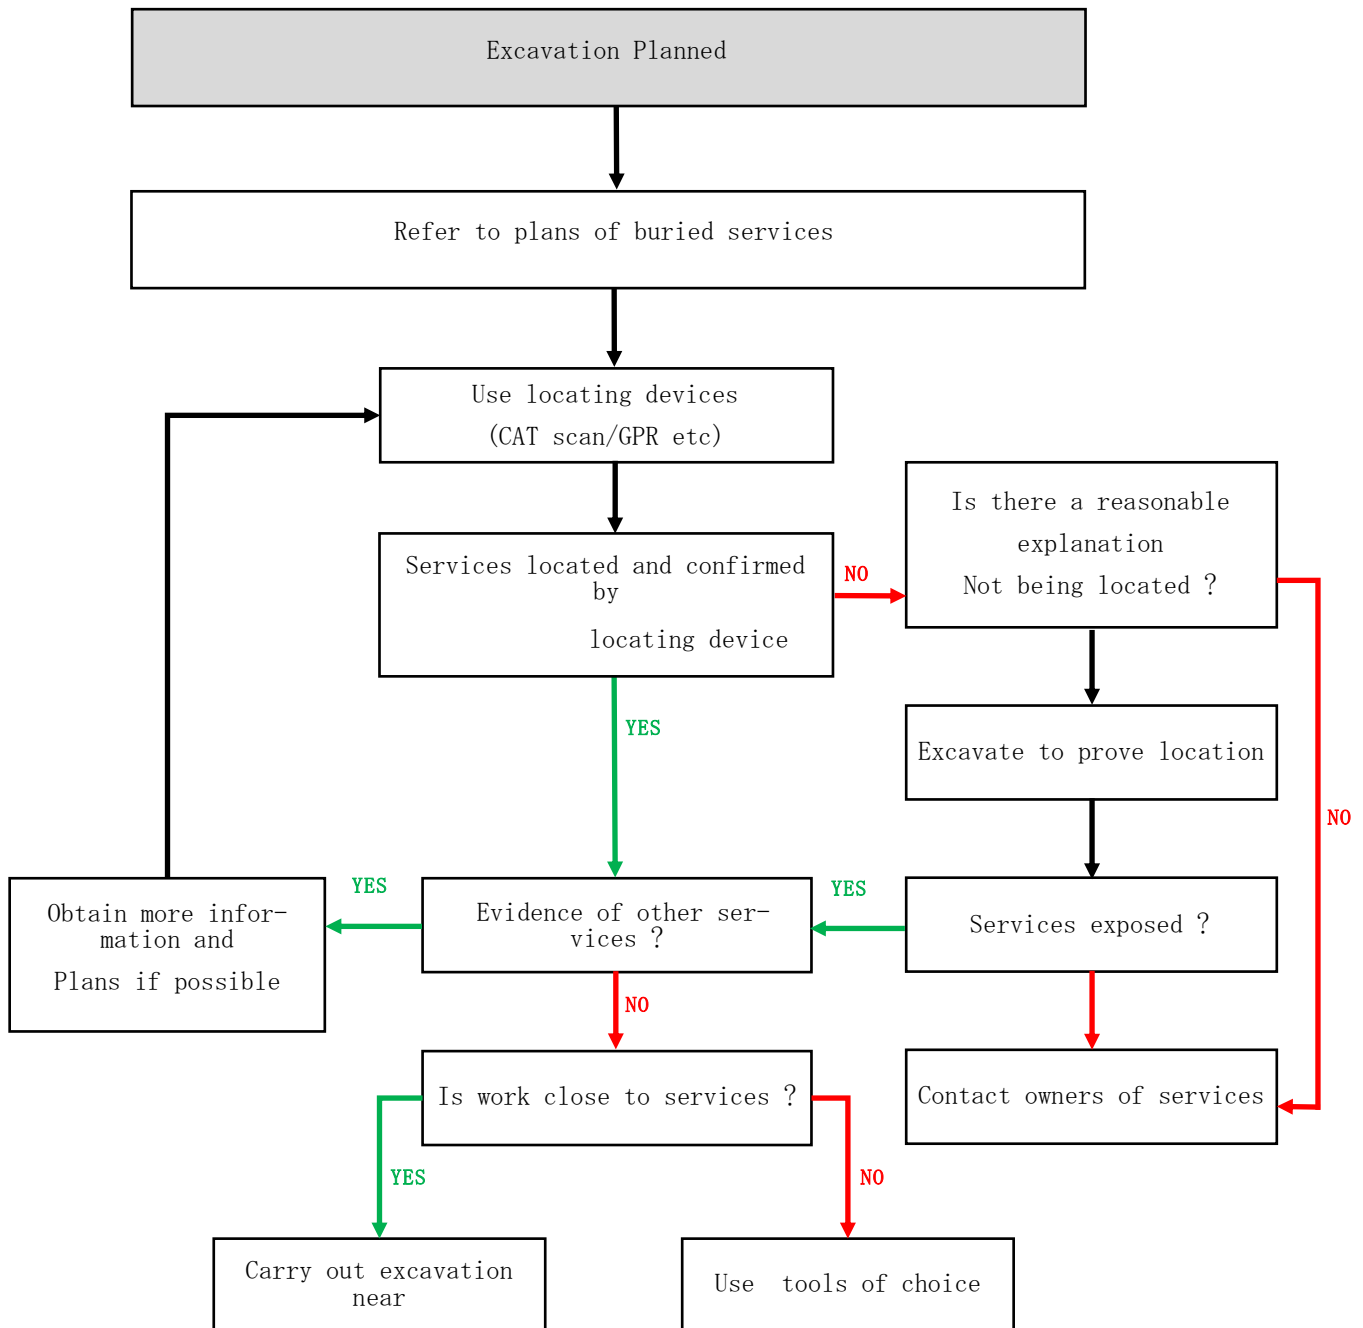 Excavation Planned
Refer to plans of buried services
Use locating devices
(CAT scan/GPR etc)
Is there a reasonable
explanation
Not being located ?
Services located and confirmed
by
locating device
NO
YES
Excavate to prove location
NO
Obtain more infor-
mation and
Plans if possible
YES
Evidence of other ser-
vices ?
YES
Services exposed ?
NO
Is work close to services ?
Contact owners of services
YES
NO
Carry out excavation
near
Use  tools of choice